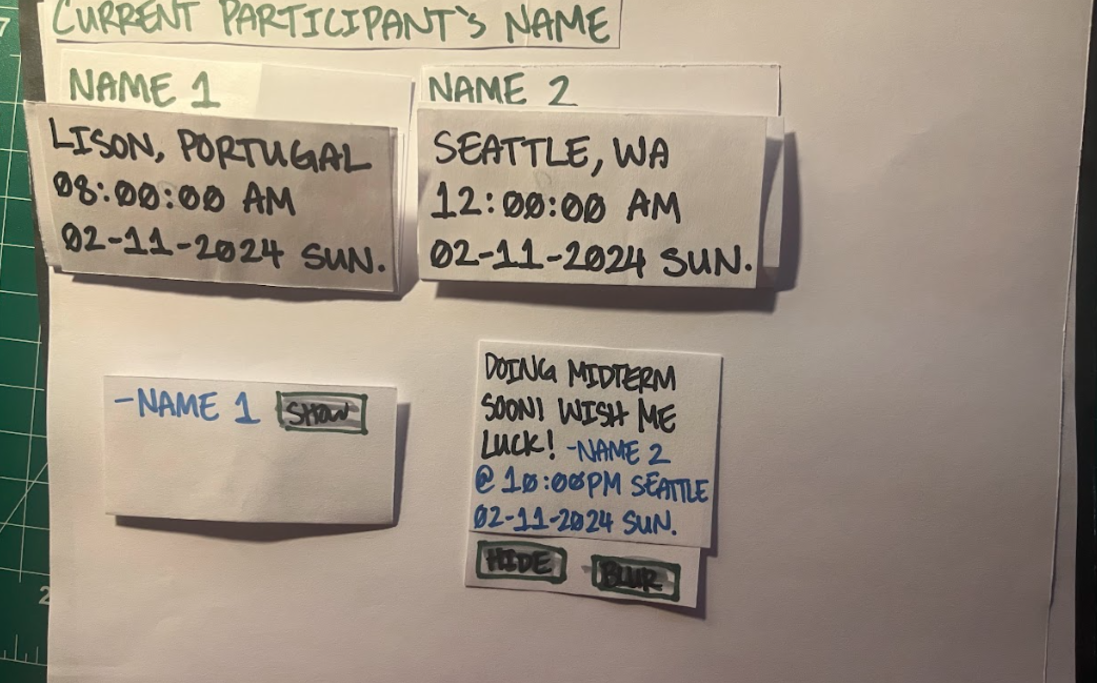 CURRENT PARTICIPANT'S NAME
NAME 1
NAME 2
LISON, PORTUGAL
08:00:00 AM
02-11-2024 SUN.
SEATTLE, WA
12:00:00 AM
02-11-2024 SUN.
-NAME 1 SHOW
DOING MIDTERM
SOON! WISH ME
LUCK! -NAME 2
@ 10:00PM SEATTLE
02-11-2024 SUN.
HIDE BLUR
7
2